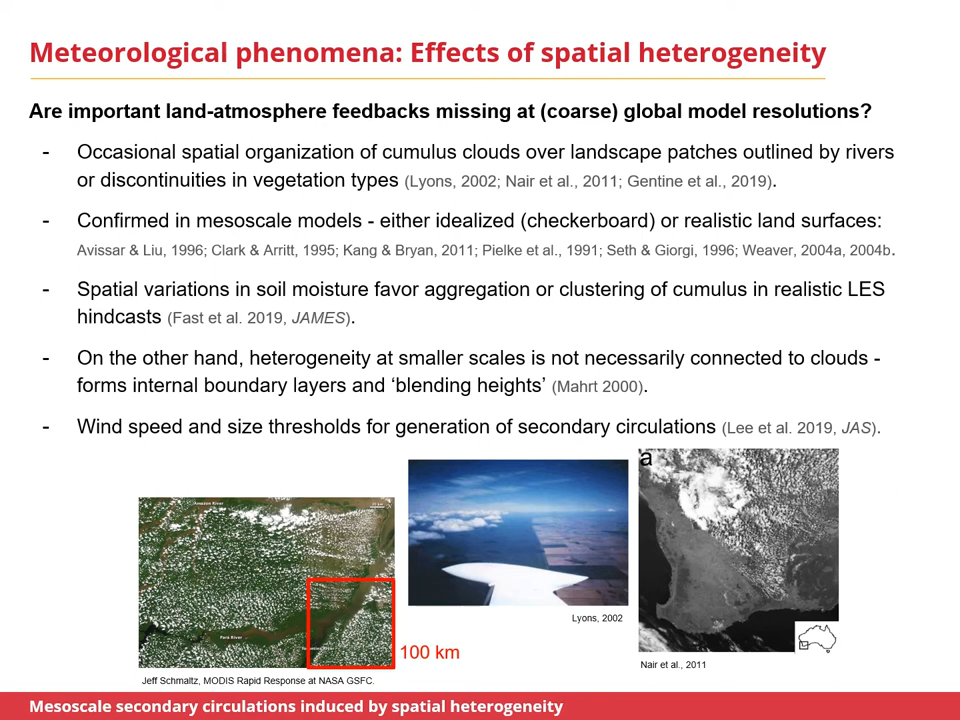 Meteorological phenomena: Effects of spatial heterogeneity
Are important land-atmosphere feedbacks missing at (coarse) global model resolutions?
- Occasional spatial organization of cumulus clouds over landscape patches outlined by rivers
or discontinuities in vegetation types (Lyons, 2002; Nair et al., 2011; Gentine et al., 2019).
- Confirmed in mesoscale models - either idealized (checkerboard) or realistic land surfaces:
Avissar & Liu, 1996; Clark & Arritt, 1995; Kang & Bryan, 2011; Pielke et al., 1991; Seth & Giorgi, 1996; Weaver, 2004a, 2004b.
- Spatial variations in soil moisture favor aggregation or clustering of cumulus in realistic LES
hindcasts (Fast et al. 2019, JAMES).
- On the other hand, heterogeneity at smaller scales is not necessarily connected to clouds -
forms internal boundary layers and ‘blending heights’ (Mahrt 2000).
- Wind speed and size thresholds for generation of secondary circulations (Lee et al. 2019, JAS).
a
Amazon River
Pará River
100 km
Lyons, 2002
Nair et al., 2011
Jeff Schmaltz, MODIS Rapid Response at NASA GSFC.
Mesoscale secondary circulations induced by spatial heterogeneity